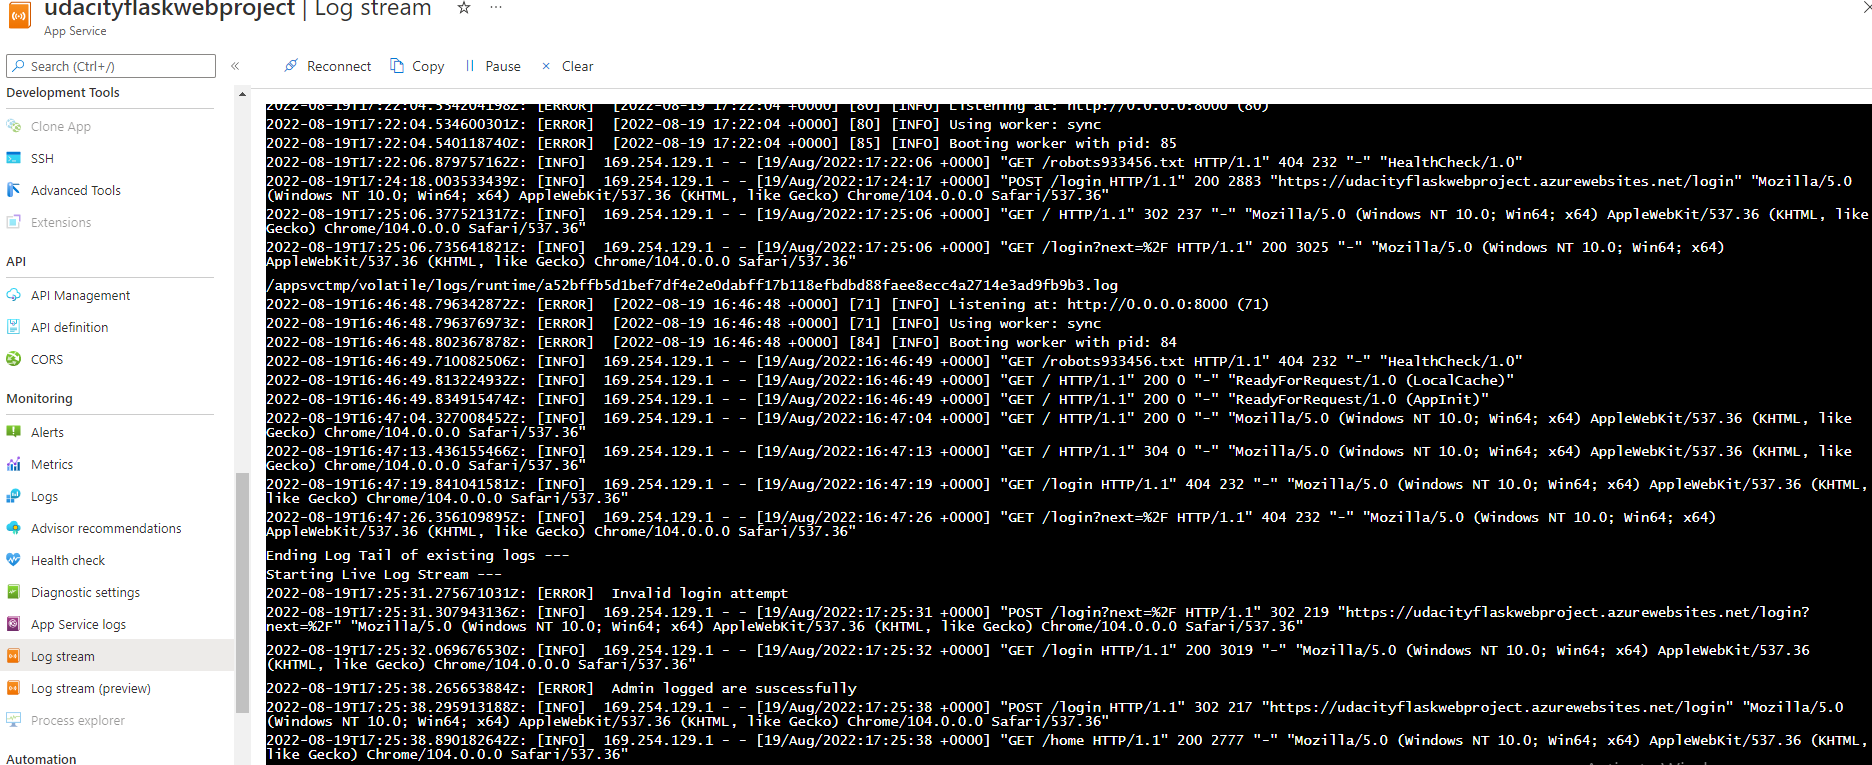 udacityflaskwebproject | Log stream
App Service
Search (Ctrl+/)
Reconnect
Copy
Pause
Clear
Development Tools
Clone App
SSH
Advanced Tools
Extensions
API
API Management
API definition
CORS
Monitoring
Alerts
Metrics
Logs
Advisor recommendations
Health check
Diagnostic settings
App Service logs
Log stream
Log stream (preview)
Process explorer
Automation
2022-08-19T17:22:04.534204198Z: [ERROR]  [2022-08-19 17:22:04 +0000] [80] [INFO] Listening at: http://0.0.0.0:8000 (80)
2022-08-19T17:22:04.534600301Z: [ERROR]  [2022-08-19 17:22:04 +0000] [80] [INFO] Using worker: sync
2022-08-19T17:22:04.540118740Z: [ERROR]  [2022-08-19 17:22:04 +0000] [85] [INFO] Booting worker with pid: 85
2022-08-19T17:22:06.879757162Z: [INFO]  169.254.129.1 - - [19/Aug/2022:17:22:06 +0000] "GET /robots933456.txt HTTP/1.1" 404 232 "-" "HealthCheck/1.0"
2022-08-19T17:24:18.003533439Z: [INFO]  169.254.129.1 - - [19/Aug/2022:17:24:17 +0000] "POST /login HTTP/1.1" 200 2883 "https://udacityflaskwebproject.azurewebsites.net/login" "Mozilla/5.0
(Windows NT 10.0; Win64; x64) AppleWebKit/537.36 (KHTML, like Gecko) Chrome/104.0.0.0 Safari/537.36"
2022-08-19T17:25:06.377521317Z: [INFO]  169.254.129.1 - - [19/Aug/2022:17:25:06 +0000] "GET / HTTP/1.1" 302 237 "-" "Mozilla/5.0 (Windows NT 10.0; Win64; x64) AppleWebKit/537.36 (KHTML, like
Gecko) Chrome/104.0.0.0 Safari/537.36"
2022-08-19T17:25:06.735641821Z: [INFO]  169.254.129.1 - - [19/Aug/2022:17:25:06 +0000] "GET /login?next=%2F HTTP/1.1" 200 3025 "-" "Mozilla/5.0 (Windows NT 10.0; Win64; x64)
AppleWebKit/537.36 (KHTML, like Gecko) Chrome/104.0.0.0 Safari/537.36"
/appsvctmp/volatile/logs/runtime/a52bffb5d1bef7df4e2e0dabff17b118efbdbd88faee8ecc4a2714e3ad9fb9b3.log
2022-08-19T16:46:48.796342872Z: [ERROR]  [2022-08-19 16:46:48 +0000] [71] [INFO] Listening at: http://0.0.0.0:8000 (71)
2022-08-19T16:46:48.796376973Z: [ERROR]  [2022-08-19 16:46:48 +0000] [71] [INFO] Using worker: sync
2022-08-19T16:46:48.802367878Z: [ERROR]  [2022-08-19 16:46:48 +0000] [84] [INFO] Booting worker with pid: 84
2022-08-19T16:46:49.710082506Z: [INFO]  169.254.129.1 - - [19/Aug/2022:16:46:49 +0000] "GET /robots933456.txt HTTP/1.1" 404 232 "-" "HealthCheck/1.0"
2022-08-19T16:46:49.813224932Z: [INFO]  169.254.129.1 - - [19/Aug/2022:16:46:49 +0000] "GET / HTTP/1.1" 200 0 "-" "ReadyForRequest/1.0 (LocalCache)"
2022-08-19T16:46:49.834915474Z: [INFO]  169.254.129.1 - - [19/Aug/2022:16:46:49 +0000] "GET / HTTP/1.1" 200 0 "-" "ReadyForRequest/1.0 (AppInit)"
2022-08-19T16:47:04.327008452Z: [INFO]  169.254.129.1 - - [19/Aug/2022:16:47:04 +0000] "GET / HTTP/1.1" 200 0 "-" "Mozilla/5.0 (Windows NT 10.0; Win64; x64) AppleWebKit/537.36 (KHTML, like
Gecko) Chrome/104.0.0.0 Safari/537.36"
2022-08-19T16:47:13.436155466Z: [INFO]  169.254.129.1 - - [19/Aug/2022:16:47:13 +0000] "GET / HTTP/1.1" 304 0 "-" "Mozilla/5.0 (Windows NT 10.0; Win64; x64) AppleWebKit/537.36 (KHTML, like
Gecko) Chrome/104.0.0.0 Safari/537.36"
2022-08-19T16:47:19.841041581Z: [INFO]  169.254.129.1 - - [19/Aug/2022:16:47:19 +0000] "GET /login HTTP/1.1" 404 232 "-" "Mozilla/5.0 (Windows NT 10.0; Win64; x64) AppleWebKit/537.36 (KHTML,
like Gecko) Chrome/104.0.0.0 Safari/537.36"
2022-08-19T16:47:26.356109895Z: [INFO]  169.254.129.1 - - [19/Aug/2022:16:47:26 +0000] "GET /login?next=%2F HTTP/1.1" 404 232 "-" "Mozilla/5.0 (Windows NT 10.0; Win64; x64)
AppleWebKit/537.36 (KHTML, like Gecko) Chrome/104.0.0.0 Safari/537.36"
Ending Log Tail of existing logs ---
Starting Live Log Stream ---
2022-08-19T17:25:31.275671031Z: [ERROR]  Invalid login attempt
2022-08-19T17:25:31.307943136Z: [INFO]  169.254.129.1 - - [19/Aug/2022:17:25:31 +0000] "POST /login?next=%2F HTTP/1.1" 302 219 "https://udacityflaskwebproject.azurewebsites.net/login?
next=%2F" "Mozilla/5.0 (Windows NT 10.0; Win64; x64) AppleWebKit/537.36 (KHTML, like Gecko) Chrome/104.0.0.0 Safari/537.36"
2022-08-19T17:25:32.069676530Z: [INFO]  169.254.129.1 - - [19/Aug/2022:17:25:32 +0000] "GET /login HTTP/1.1" 200 3019 "-" "Mozilla/5.0 (Windows NT 10.0; Win64; x64) AppleWebKit/537.36
(KHTML, like Gecko) Chrome/104.0.0.0 Safari/537.36"
2022-08-19T17:25:38.265653884Z: [ERROR]  Admin logged are suscessfully
2022-08-19T17:25:38.295913188Z: [INFO]  169.254.129.1 - - [19/Aug/2022:17:25:38 +0000] "POST /login HTTP/1.1" 302 217 "https://udacityflaskwebproject.azurewebsites.net/login" "Mozilla/5.0
(Windows NT 10.0; Win64; x64) AppleWebKit/537.36 (KHTML, like Gecko) Chrome/104.0.0.0 Safari/537.36"
2022-08-19T17:25:38.890182642Z: [INFO]  169.254.129.1 - - [19/Aug/2022:17:25:38 +0000] "GET /home HTTP/1.1" 200 2777 "-" "Mozilla/5.0 (Windows NT 10.0; Win64; x64) AppleWebKit/537.36 (KHTML,
like Gecko) Chrome/104.0.0.0 Safari/537.36"